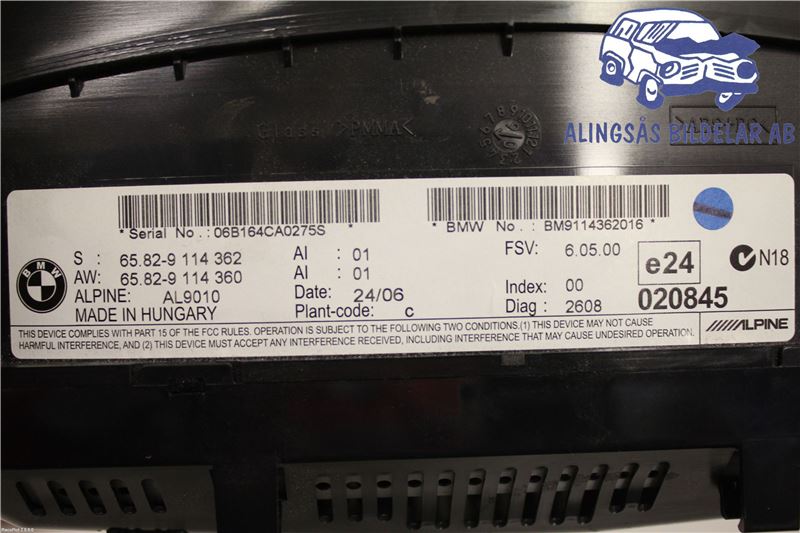 ALINGSÅS BILDELAR AB
Glass >PMMA<
* Serial No.: 06B164CA0275S *
* BMW No.: BM9114362016 *
BMW
S : 65.82-9 114 362 AI : 01 FSV: 6.05.00
AW: 65.82-9 114 360 AI : 01
e24
N18
ALPINE: AL9010 Date: 24/06 Index: 00
MADE IN HUNGARY Plant-code: c Diag: 2608
020845
ALPINE
THIS DEVICE COMPLIES WITH PART 15 OF THE FCC RULES. OPERATION IS SUBJECT TO THE FOLLOWING TWO CONDITIONS.(1) THIS DEVICE MAY NOT CAUSE
HARMFUL INTERFERENCE, AND (2) THIS DEVICE MUST ACCEPT ANY INTERFERENCE RECEIVED, INCLUDING INTERFERENCE THAT MAY CAUSE UNDESIRED OPERATION.